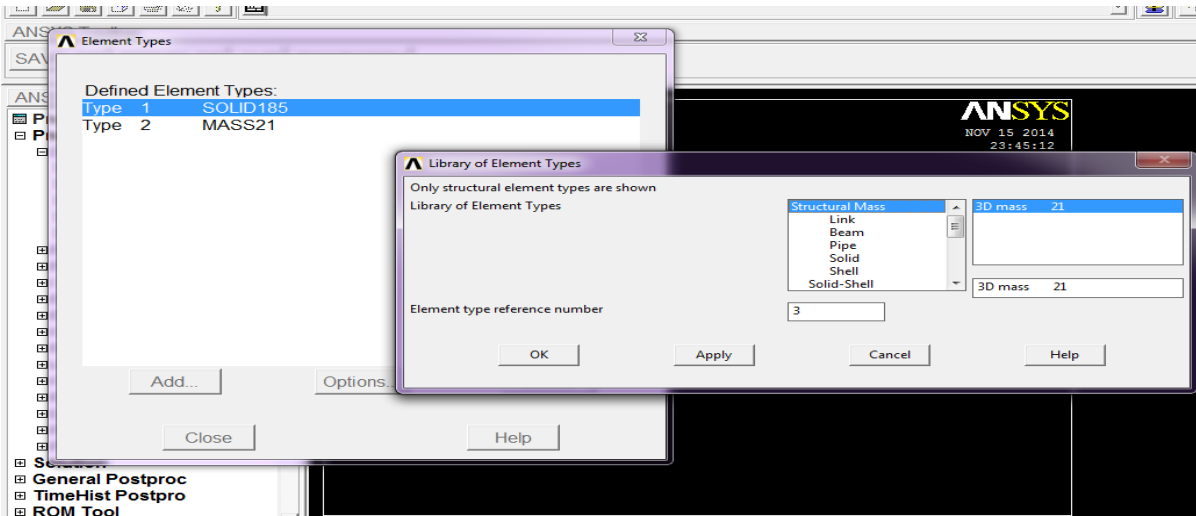 ANS
SAV
Element Types
Defined Element Types:
Type 1 SOLID185
Type 2 MASS21
Add...
Options..
Close
Help
ANS
P
P
Solution
General Postproc
TimeHist Postpro
ROM Tool
ANSYS
NOV 15 2014
23:45:12
Library of Element Types
Only structural element types are shown
Library of Element Types
Structural Mass
Link
Beam
Pipe
Solid
Shell
Solid-Shell
3D mass 21
3D mass 21
Element type reference number
3
OK
Apply
Cancel
Help